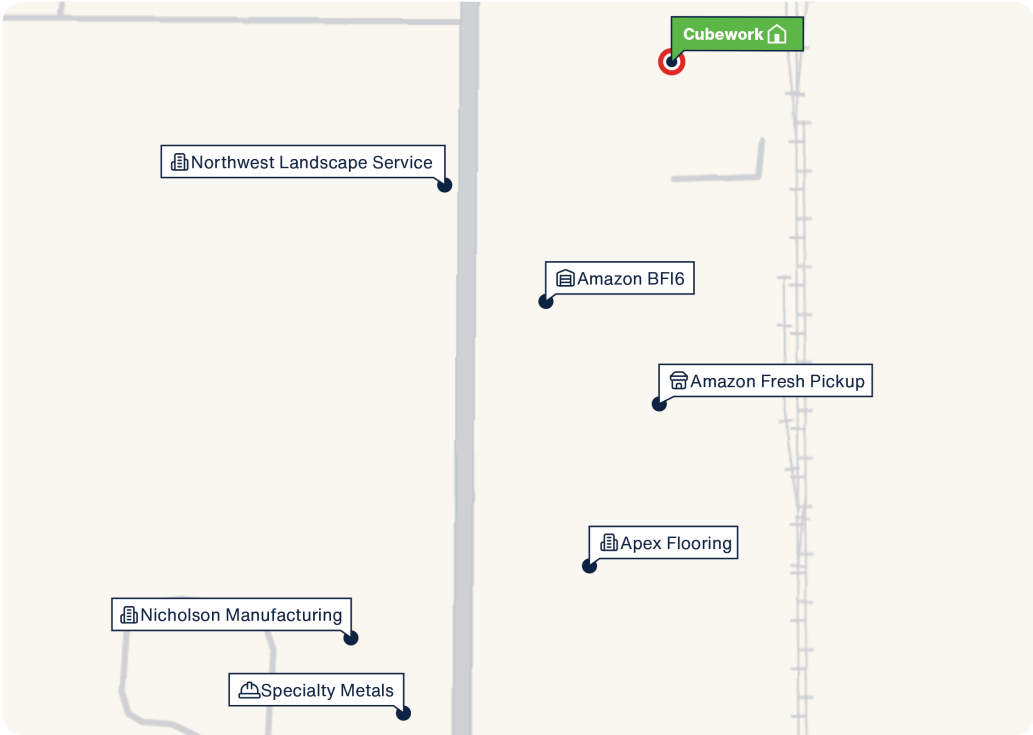 Cubework
Northwest Landscape Service
Amazon BFI6
Amazon Fresh Pickup
Apex Flooring
Nicholson Manufacturing
Specialty Metals